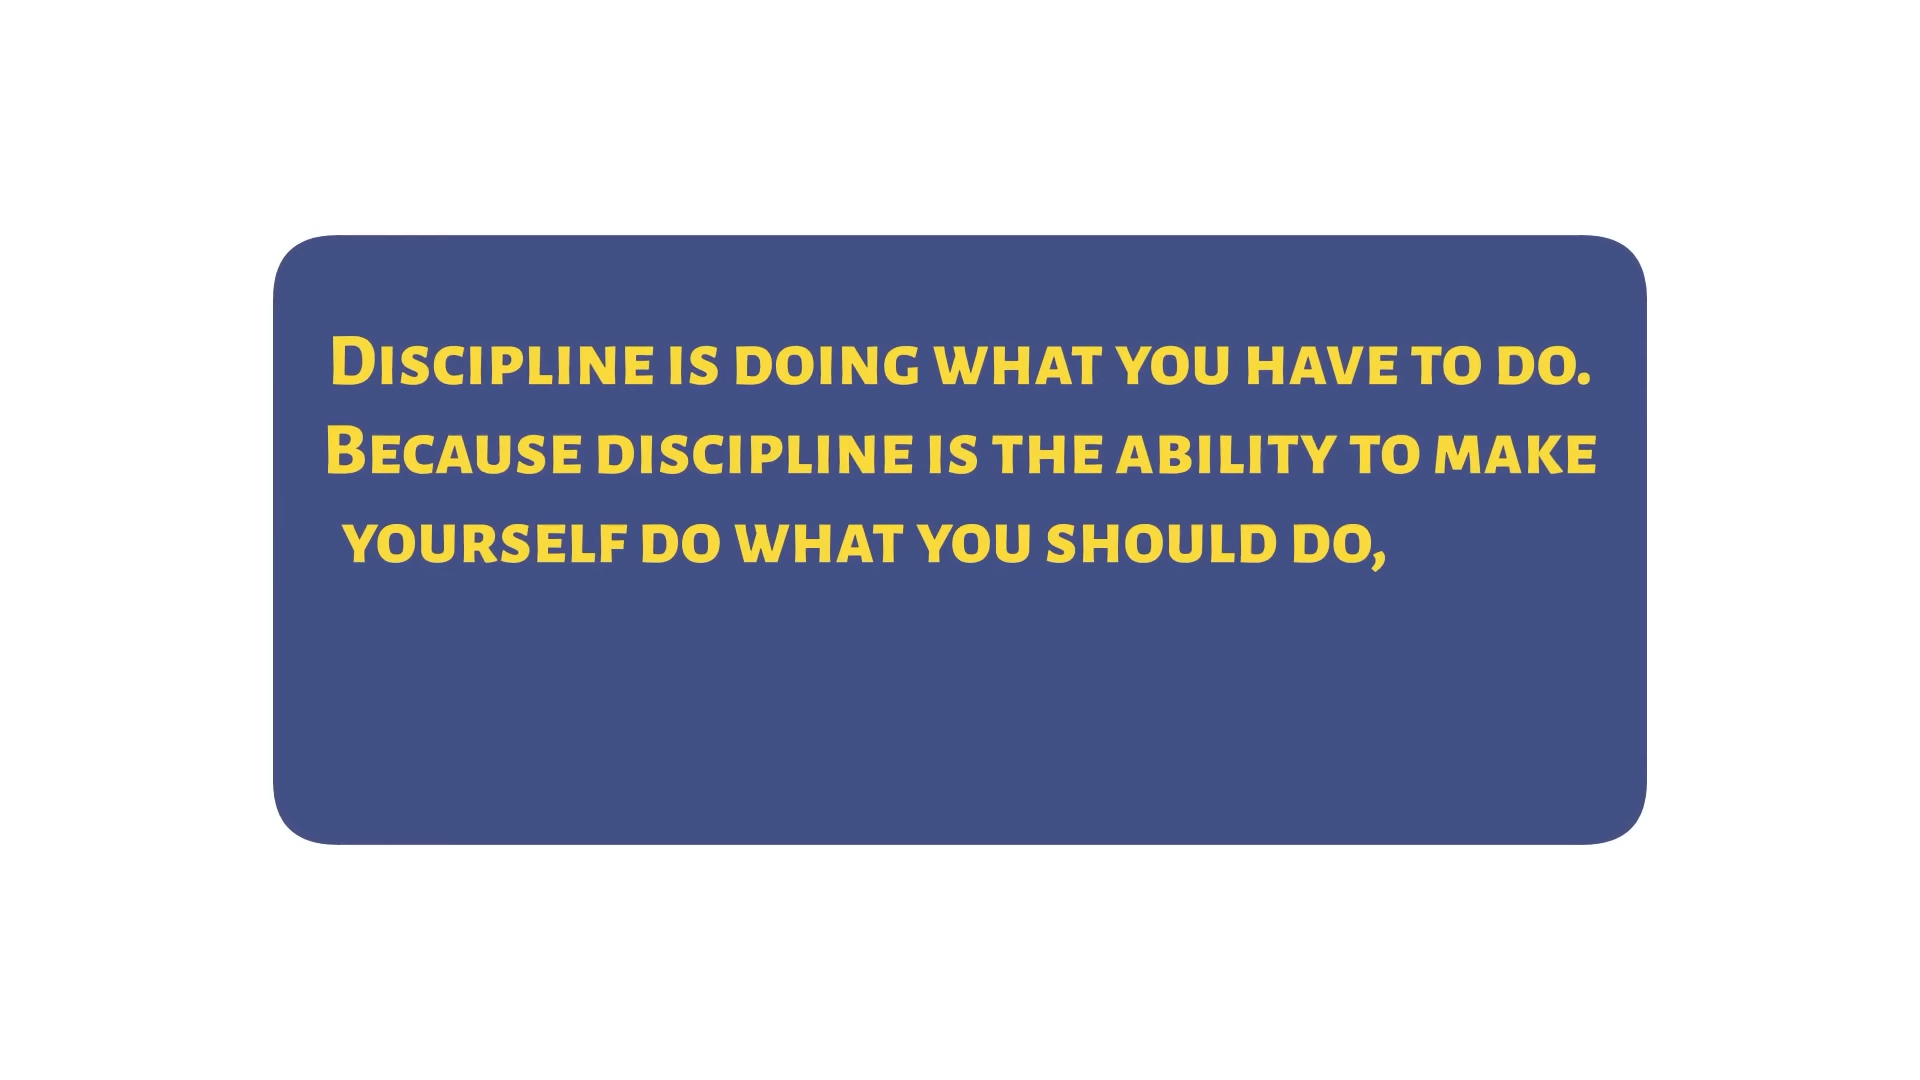 Discipline is doing what you have to do.
Because discipline is the ability to make
yourself do what you should do,